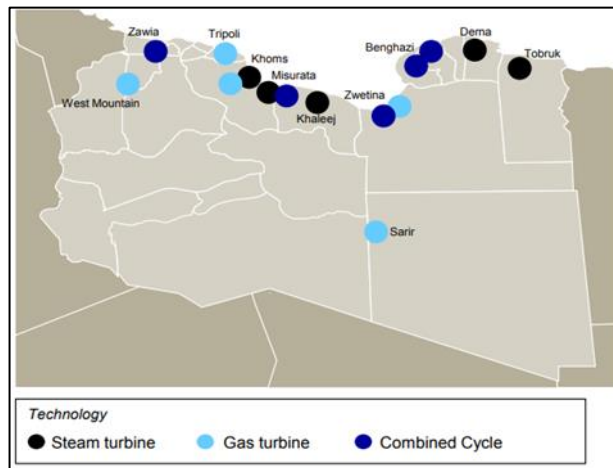 Zawia
Tripoli
Khoms
Misurata
Khaleej
West Mountain
Benghazi
Derna
Tobruk
Zwetina
Sarir
Technology
Steam turbine
Gas turbine
Combined Cycle